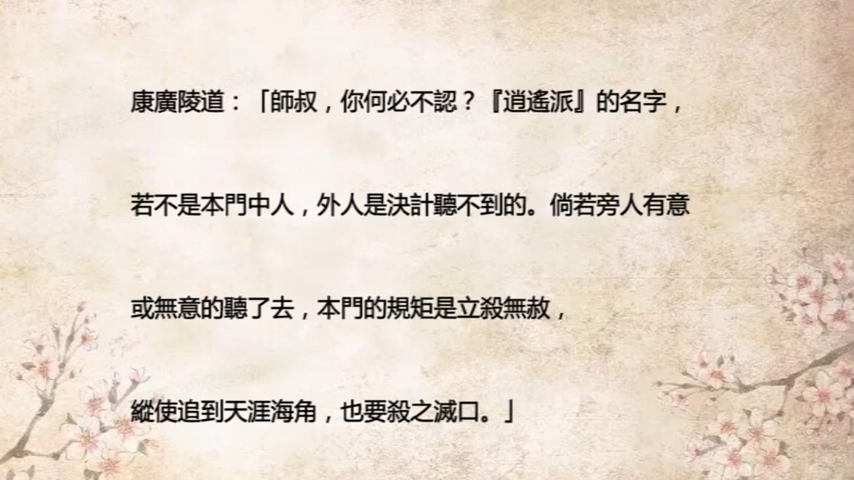 康廣陵道：「師叔，你何必不認？『逍遙派』的名字，
若不是本門中人，外人是決計聽不到的。倘若旁人有意
或無意的聽了去，本門的規矩是立殺無赦，
縱使追到天涯海角，也要殺之滅口。」